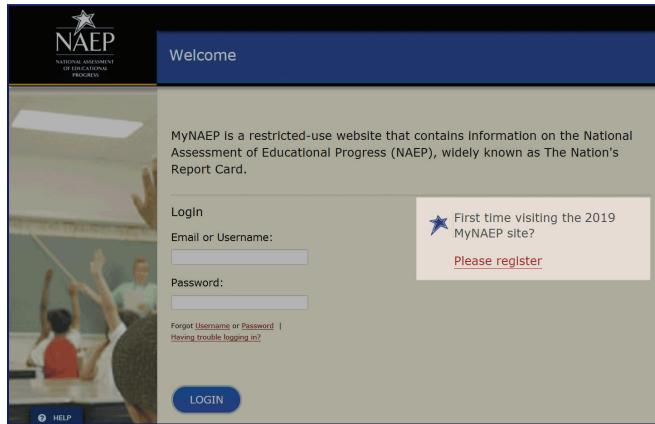 NAEP
NATIONAL ASSESSMENT
OF EDUCATIONAL
PROGRESS
Welcome
MyNAEP is a restricted-use website that contains information on the National
Assessment of Educational Progress (NAEP), widely known as The Nation's
Report Card.
Login
Email or Username:
Password:
Forgot Username or Password |
Having trouble logging in?
LOGIN
First time visiting the 2019
MyNAEP site?
Please register
HELP